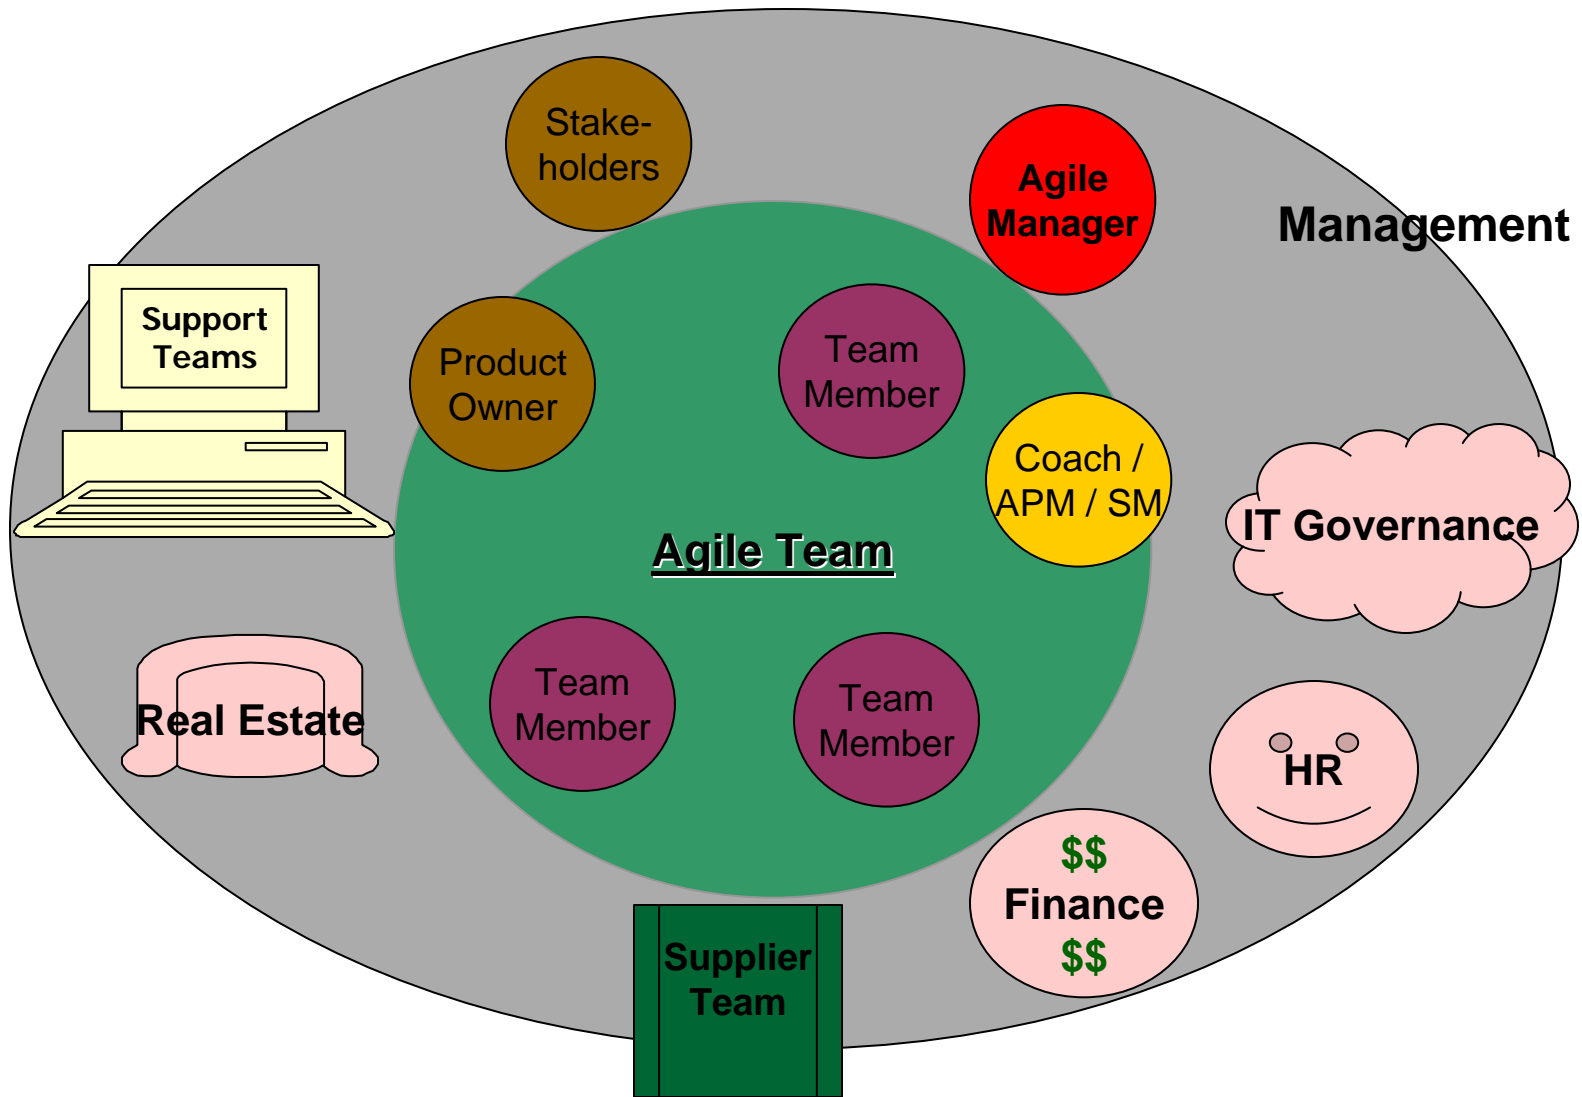 Stake-
holders
Agile
Manager
Management
Support
Teams
Product
Owner
Team
Member
Coach /
APM / SM
IT Governance
Agile Team
Real Estate
Team
Member
Team
Member
HR
$$
Finance
$$
Supplier
Team